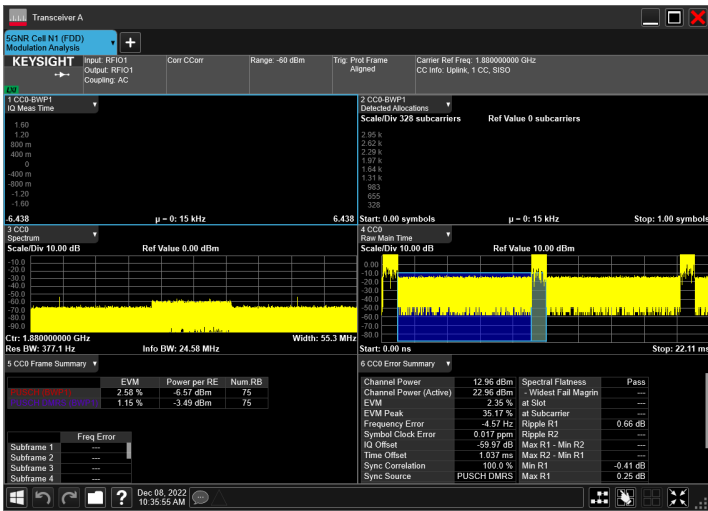 Transceiver A
5GNR Cell N1 (FDD)
Modulation Analysis
KEYSIGHT
Input: RFIO1
Output: RFIO1
Coupling: AC
Corr CCorr
Range: -60 dBm
Trig: Prot Frame
Aligned
Carrier Ref Freq: 1.880000000 GHz
CC Info: Uplink, 1 CC, SISO
1 CC0-BWP1
IQ Meas Time
1.60
1.20
800 m
400 m
0
-400 m
-800 m
-1.20
-1.60
-6.438 μ = 0: 15 kHz 6.438
2 CC0-BWP1
Detected Allocations
Scale/Div 328 subcarriers Ref Value 0 subcarriers
2.95 k
2.62 k
2.29 k
1.97 k
1.64 k
1.31 k
983
655
328
Start: 0.00 symbols μ = 0: 15 kHz Stop: 1.00 symbols
3 CC0
Spectrum
Scale/Div 10.00 dB Ref Value 0.00 dBm
-10.0
-20.0
-30.0
-40.0
-50.0
-60.0
-70.0
-80.0
-90.0
Ctr: 1.88000000 GHz Width: 55.3 MHz
Res BW: 377.1 Hz Info BW: 24.58 MHz
4 CC0
Raw Main Time
Scale/Div 10.00 dB Ref Value 10.00 dBm
0.00
-10.0
-20.0
-30.0
-40.0
-50.0
-60.0
-70.0
-80.0
Start: 0.00 ns Stop: 22.11 ms
5 CC0 Frame Summary
EVM Power per RE Num.RB
2.58 % -6.57 dBm 75
1.15 % -3.49 dBm 75
Freq Error
Subframe 1 ---
Subframe 2 ---
Subframe 3 ---
Subframe 4 ---
6 CC0 Error Summary
Channel Power 12.96 dBm Spectral Flatness Pass
Channel Power (Active) 22.96 dBm - Widest Fail Magrin ---
EVM 2.35 % at Slot ---
EVM Peak 35.17 % at Subcarrier ---
Frequency Error -4.57 Hz Ripple R1 0.66 dB
Symbol Clock Error 0.017 ppm Ripple R2 ---
IQ Offset -59.97 dB Max R1 - Min R2 ---
Time Offset 1.037 ms Max R2 - Min R1 ---
Sync Correlation 100.0 % Min R1 -0.41 dB
Sync Source PUSCH DMRS Max R1 0.25 dB
Dec 08, 2022
10:35:55 AM